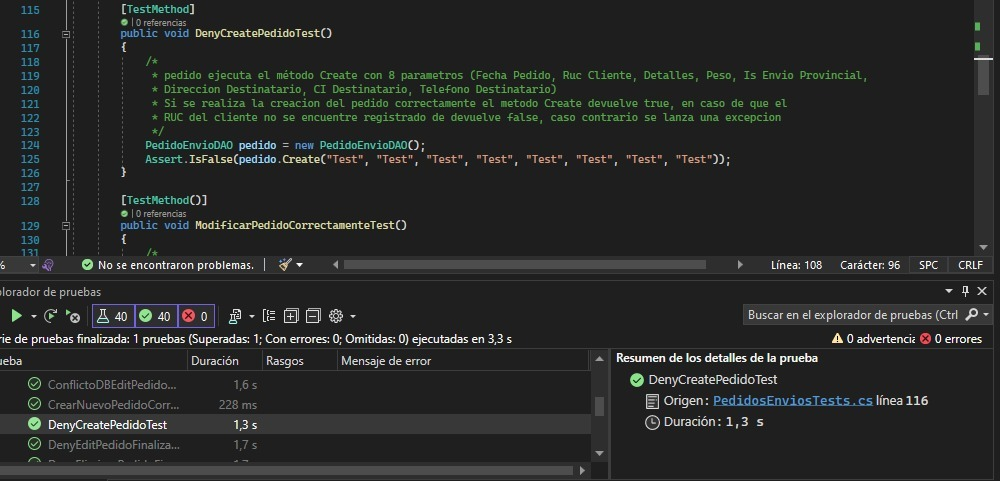 115 [TestMethod]
| 0 referencias
116 public void DenyCreatePedidoTest()
117 {
118 /*
119 * pedido ejecuta el método Create con 8 parametros (Fecha Pedido, Ruc Cliente, Detalles, Peso, Is Envio Provincial,
120 * Direccion Destinatario, CI Destinatario, Telefono Destinatario)
121 * Si se realiza la creacion del pedido correctamente el metodo Create devuelve true, en caso de que el
122 * RUC del cliente no se encuentre registrado de devuelve false, caso contrario se lanza una excepcion
123 */
124 PedidoEnvioDAO pedido = new PedidoEnvioDAO();
125 Assert.IsFalse(pedido.Create("Test", "Test", "Test", "Test", "Test", "Test", "Test", "Test"));
126 }
127
128 [TestMethod()]
| 0 referencias
129 public void ModificarPedidoCorrectamenteTest()
130 {
131 /*
% No se encontraron problemas. Línea: 108 Carácter: 96 SPC CRLF
plorador de pruebas
40 40 0 Buscar en el explorador de pruebas (Ctrl
rie de pruebas finalizada: 1 pruebas (Superadas: 1; Con errores: 0; Omitidas: 0) ejecutadas en 3,3 s 0 advertencia 0 errores
ueba Duración Rasgos Mensaje de error
ConflictoDBEditPedido... 1,6 s
CrearNuevoPedidoCorr... 228 ms
DenyCreatePedidoTest 1,3 s
DenyEditPedidoFinaliza... 1,7 s
Resumen de los detalles de la prueba
DenyCreatePedidoTest
Origen: PedidosEnviosTests.cs línea 116
Duración: 1,3 s